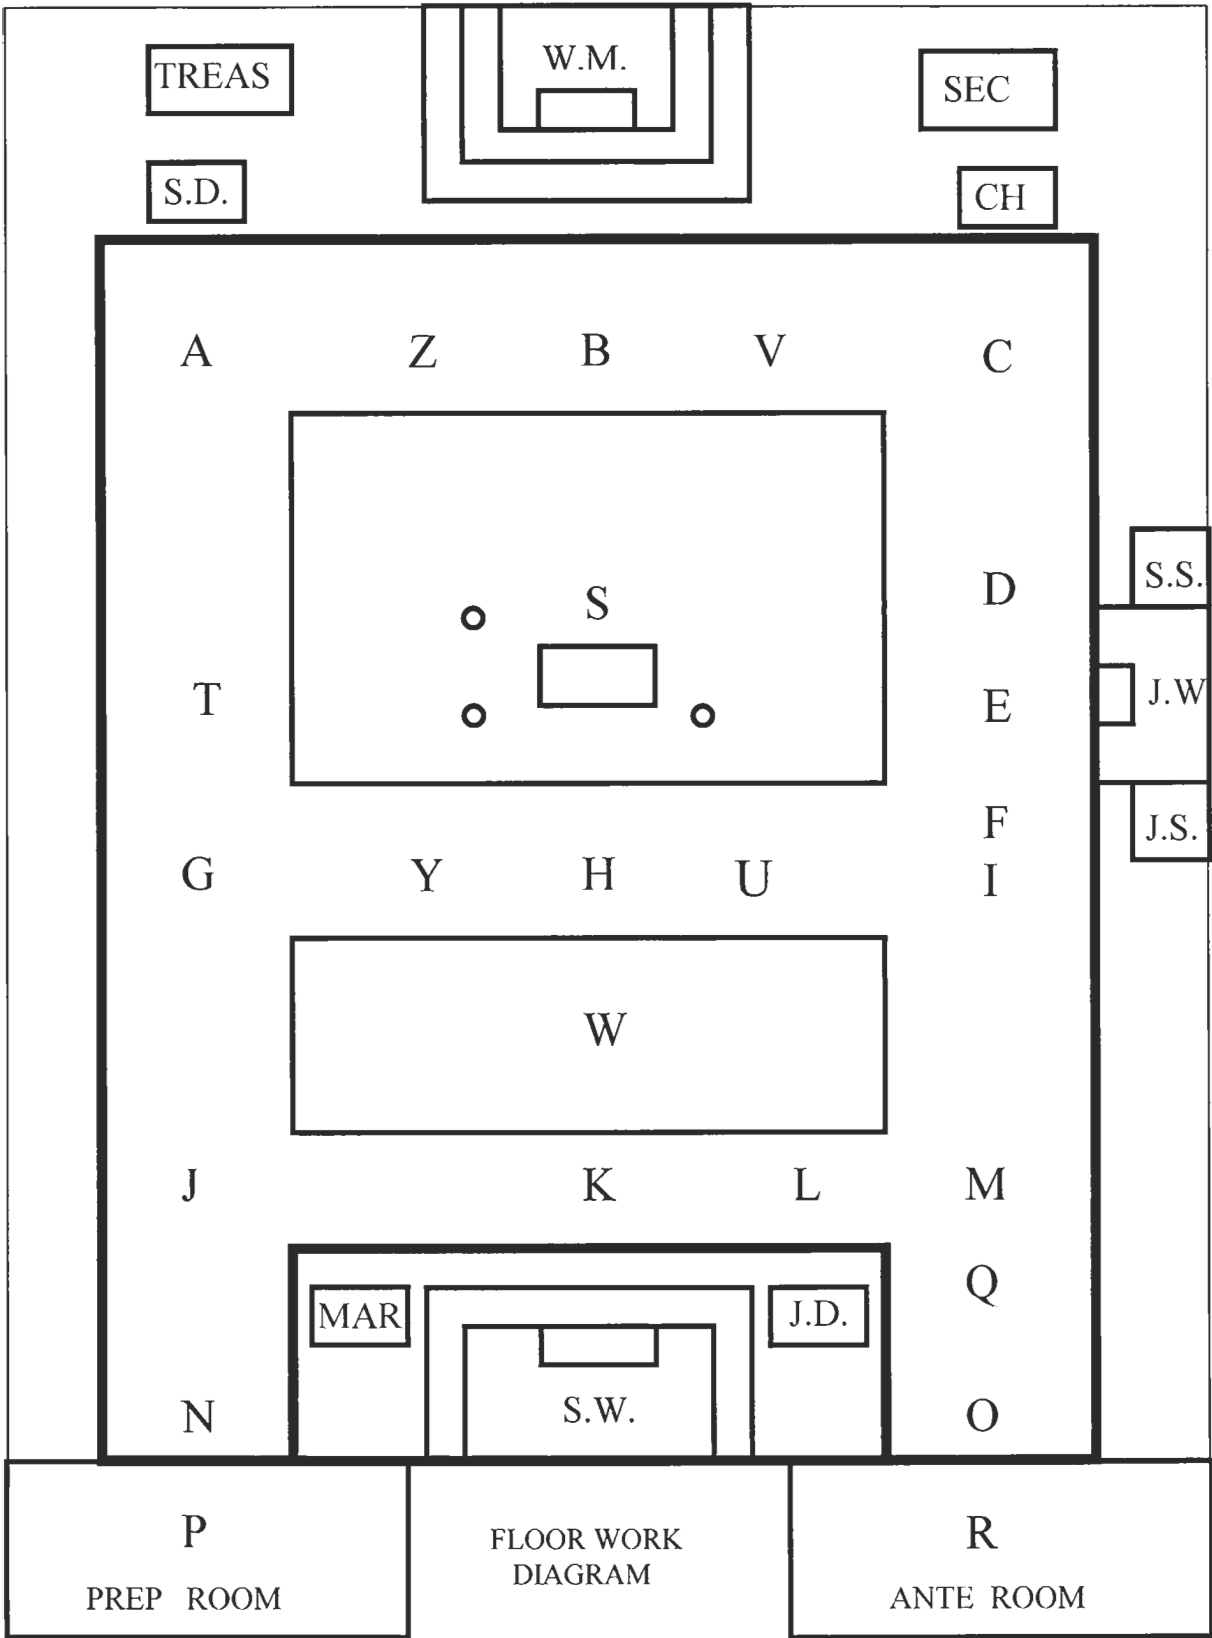 W.M.
TREAS
SEC
S.D.
CH
A Z B V C
S.S.
D
S
J.W
T
E
F
J.S.
G Y H U I
W
J K L M
Q
MAR
J.D.
S.W.
N
O
P
R
FLOOR WORK
DIAGRAM
PREP ROOM
ANTE ROOM